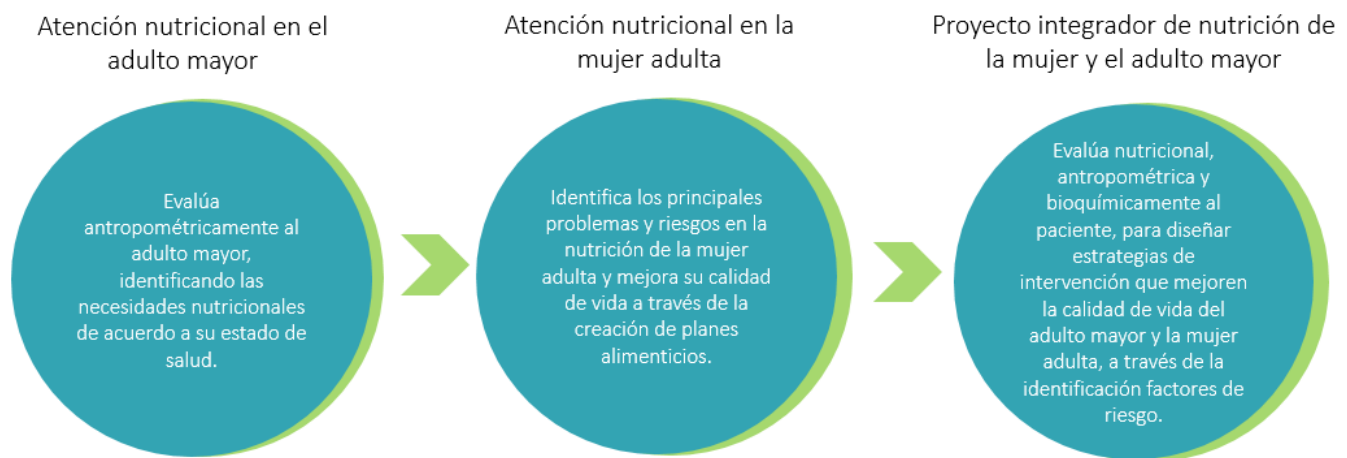 Atención nutricional en el
adulto mayor
Evalúa
antropométricamente al
adulto mayor,
identificando las
necesidades nutricionales
de acuerdo a su estado de
salud.
Atención nutricional en la
mujer adulta
Identifica los principales
problemas y riesgos en la
nutrición de la mujer
adulta y mejora su calidad
de vida a través de la
creación de planes
alimenticios.
Proyecto integrador de nutrición de
la mujer y el adulto mayor
Evalúa nutricional,
antropométrica y
bioquímicamente al
paciente, para diseñar
estrategias de
intervención que mejoren
la calidad de vida del
adulto mayor y la mujer
adulta, a través de la
identificación factores de
riesgo.